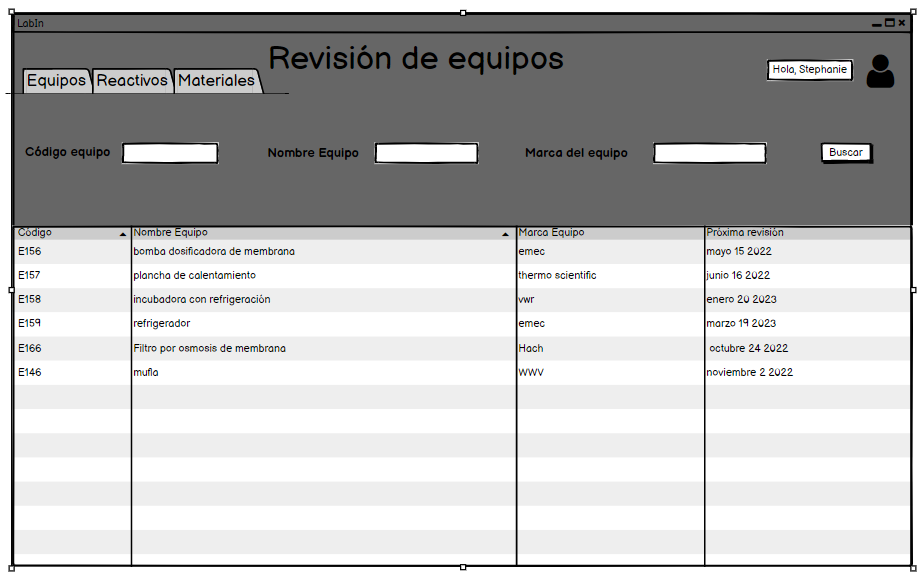 LabIn
Revisión de equipos
Hola, Stephanie
Equipos Reactivos Materiales
Código equipo Nombre Equipo Marca del equipo Buscar
Código Nombre Equipo Marca Equipo Próxima revisión
E156 bomba dosificadora de membrana emec mayo 15 2022
E157 plancha de calentamiento thermo scientific junio 16 2022
E158 incubadora con refrigeración vwr enero 20 2023
E159 refrigerador emec marzo 19 2023
E166 Filtro por osmosis de membrana Hach octubre 24 2022
E146 mufla WWV noviembre 2 2022